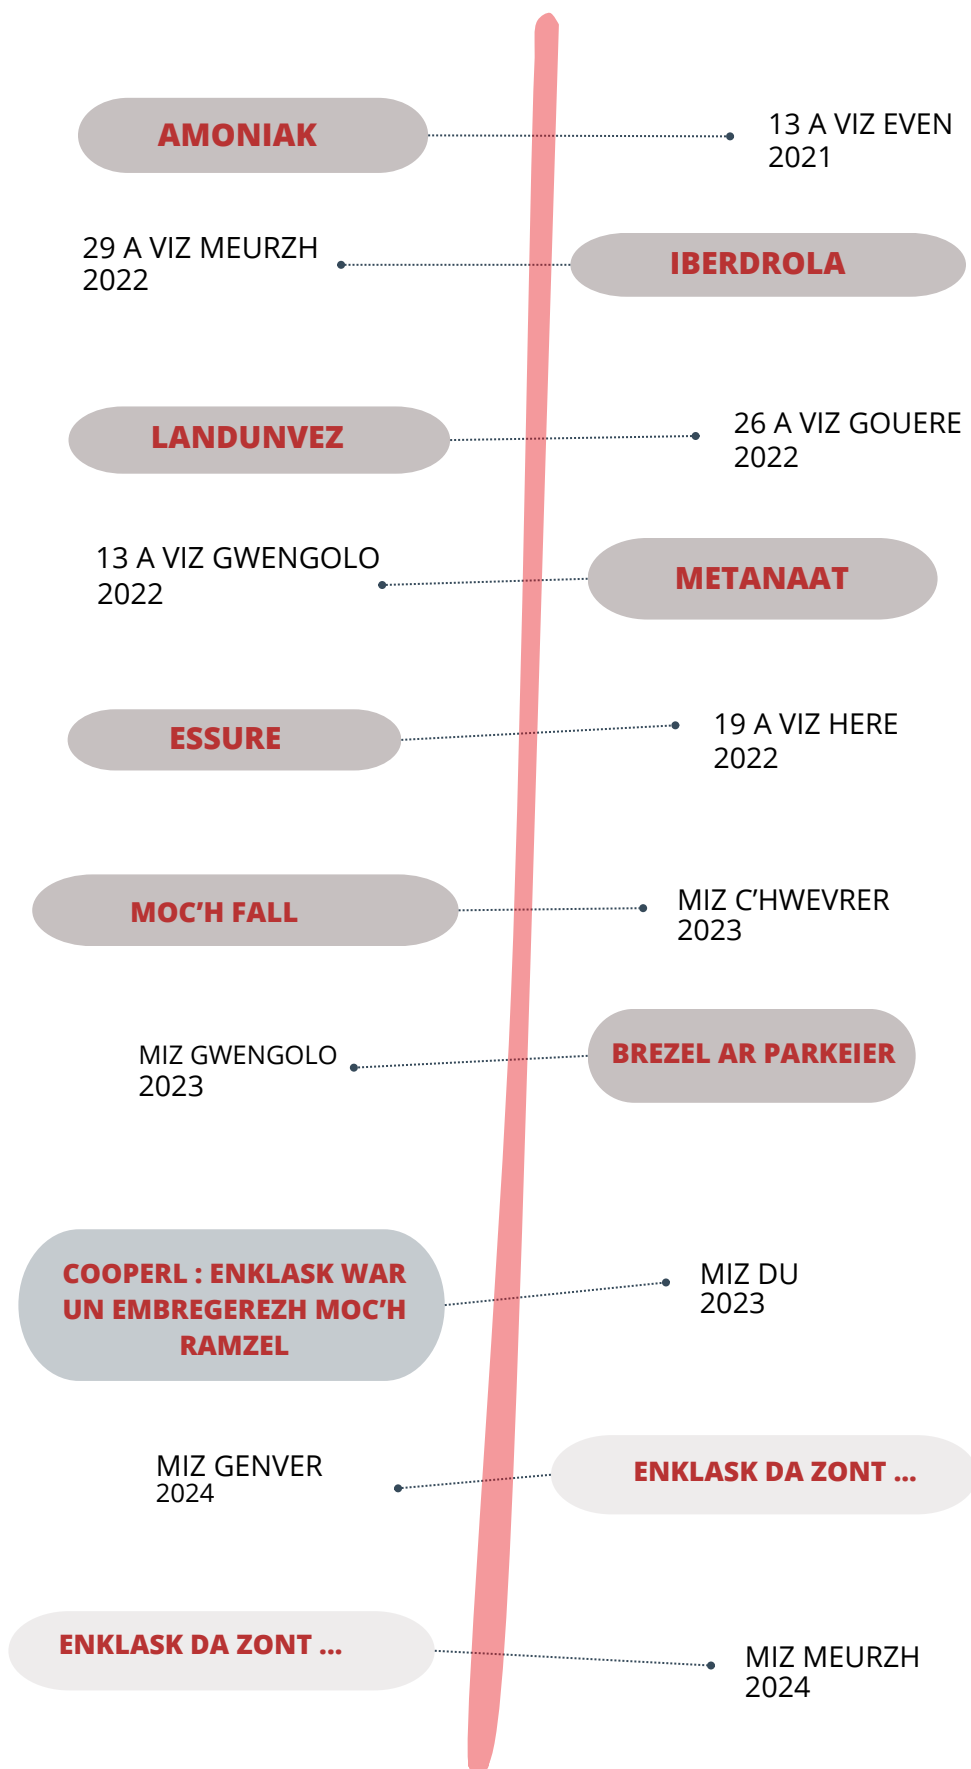 AMONIAK
13 A VIZ EVEN
2021
29 A VIZ MEURZH
2022
IBERDROLA
LANDUNVEZ
26 A VIZ GOUERE
2022
13 A VIZ GWENGOLO
2022
METANAAT
ESSURE
19 A VIZ HERE
2022
MOC’H FALL
MIZ C’HWEVRER
2023
MIZ GWENGOLO
2023
BREZEL AR PARKEIER
COOPERL : ENKLASK WAR
UN EMBREGEREZH MOC’H
RAMZEL
MIZ DU
2023
MIZ GENVER
2024
ENKLASK DA ZONT ...
ENKLASK DA ZONT ...
MIZ MEURZH
2024